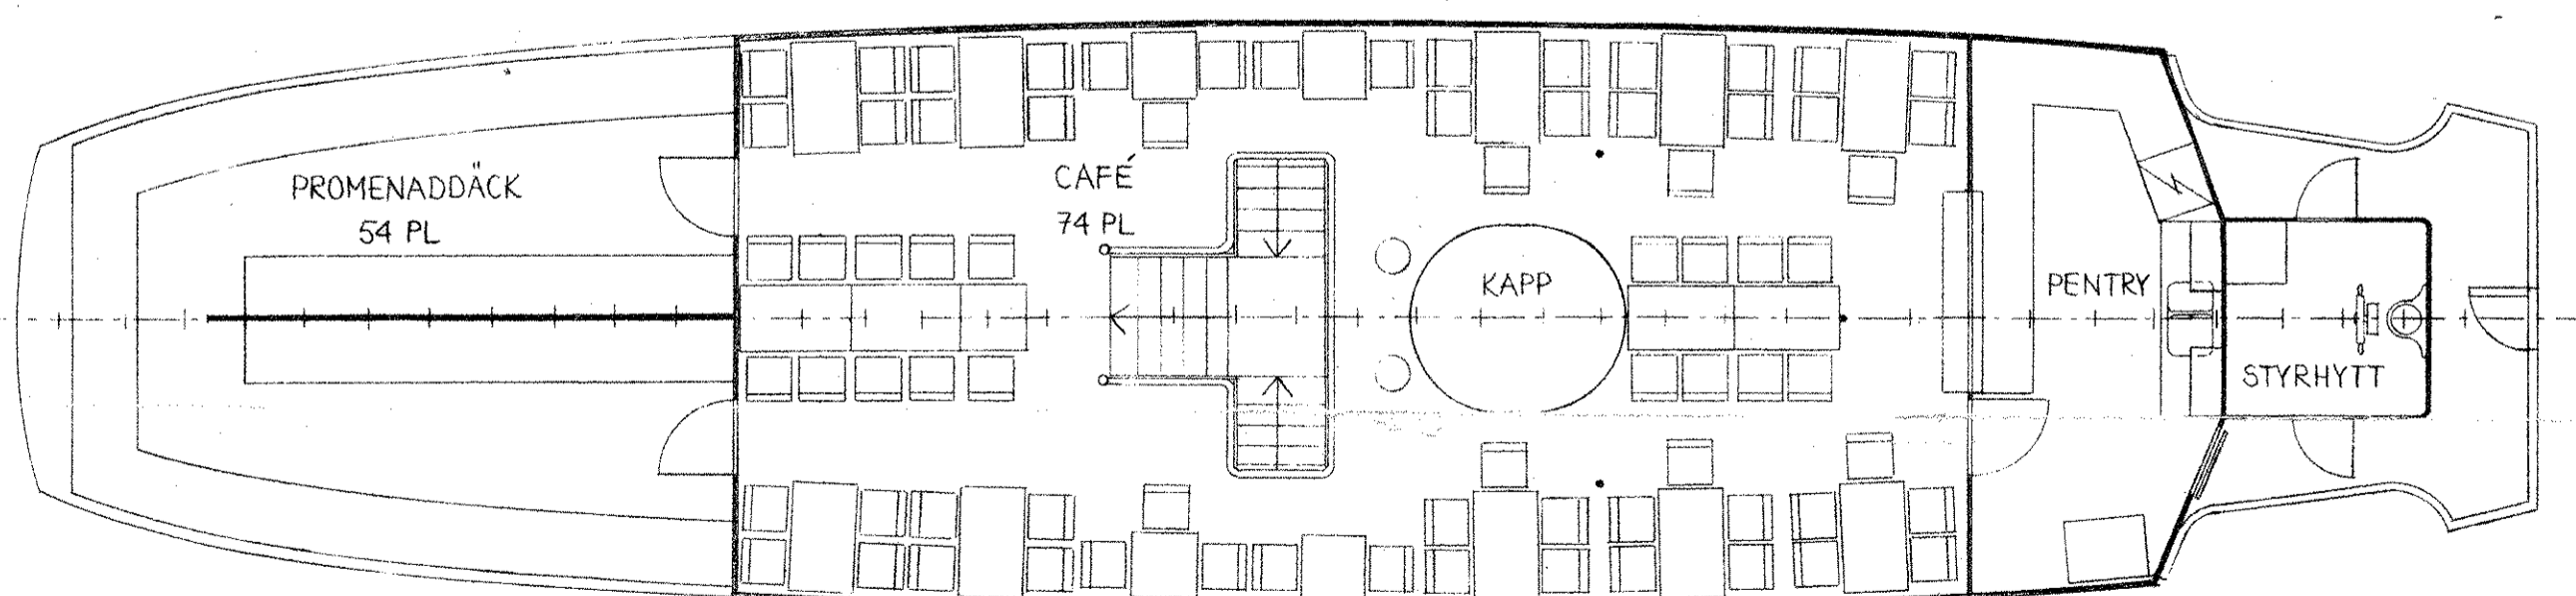 PROMENADDÄCK
54 PL
CAFÉ
74 PL
KAPP
PENTRY
STYRHYTT